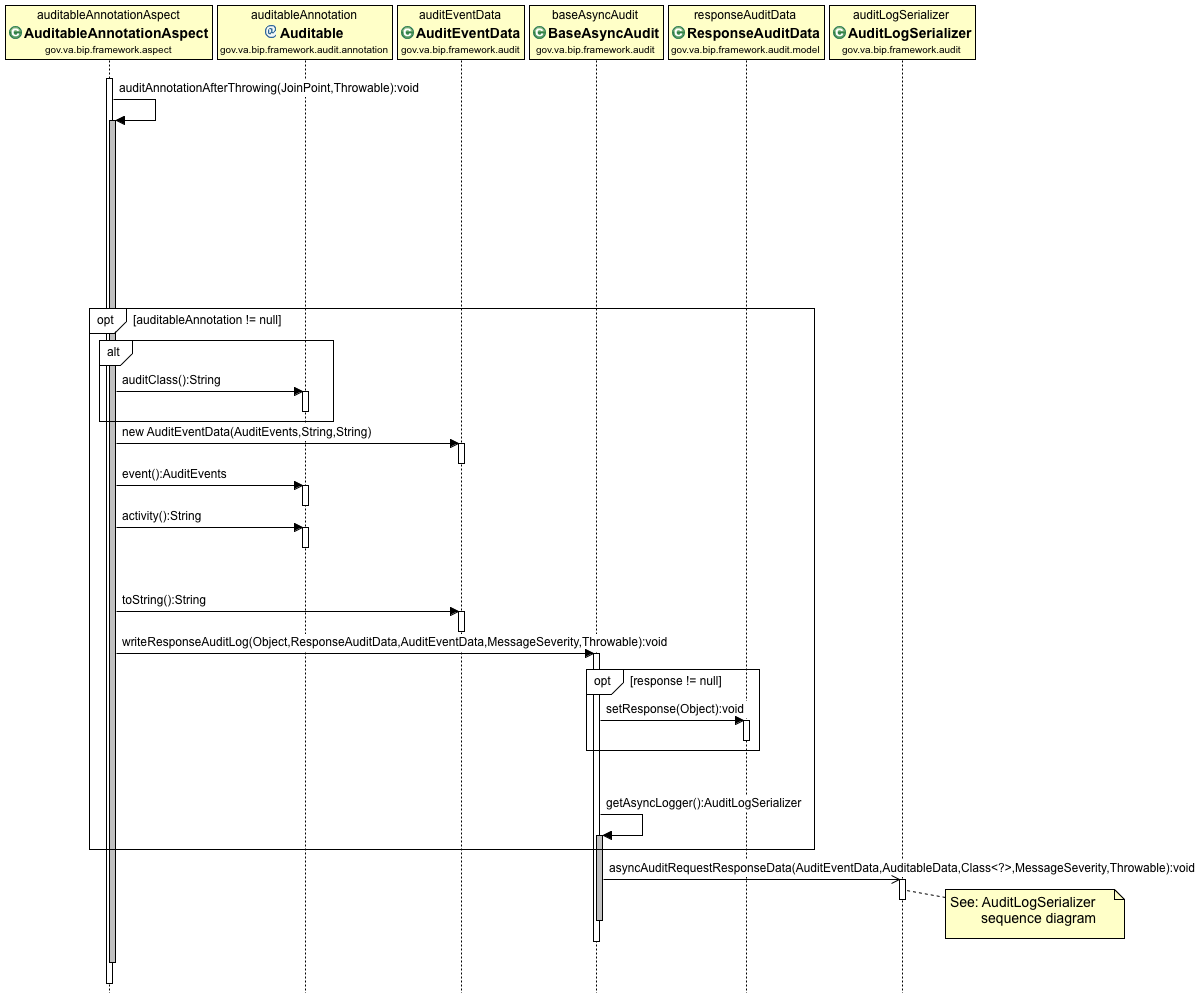 auditableAnnotationAspect
AuditableAnnotationAspect
gov.va.bip.framework.aspect
auditableAnnotation
@ Auditable
gov.va.bip.framework.audit.annotation
auditEventData
C AuditEventData
gov.va.bip.framework.audit
baseAsyncAudit
C BaseAsyncAudit
gov.va.bip.framework.audit
responseAuditData
C ResponseAuditData
gov.va.bip.framework.audit.model
auditLogSerializer
C AuditLogSerializer
gov.va.bip.framework.audit
auditAnnotationAfterThrowing(JoinPoint,Throwable):void
opt [auditableAnnotation != null]
alt
auditClass():String
new AuditEventData(AuditEvents,String,String)
event():AuditEvents
activity():String
toString():String
writeResponseAuditLog(Object,ResponseAuditData,AuditEventData,MessageSeverity,Throwable):void
opt [response != null]
setResponse(Object):void
getAsyncLogger():AuditLogSerializer
asyncAuditRequestResponseData(AuditEventData,AuditableData,Class<?>,MessageSeverity,Throwable):void
See: AuditLogSerializer
sequence diagram